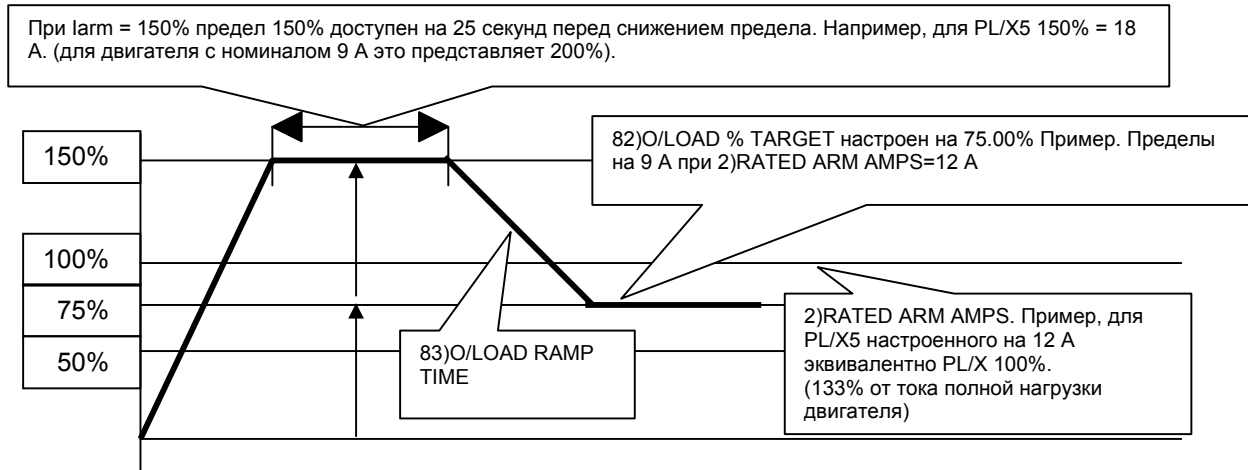 При Iarm = 150% предел 150% доступен на 25 секунд перед снижением предела. Например, для PL/X5 150% = 18
А. (для двигателя с номиналом 9 А это представляет 200%).
82)O/LOAD % TARGET настроен на 75.00% Пример. Пределы
на 9 А при 2)RATED ARM AMPS=12 А
150%
100%
75%
50%
83)O/LOAD RAMP
TIME
2)RATED ARM AMPS. Пример, для
PL/X5 настроенного на 12 А
эквивалентно PL/X 100%.
(133% от тока полной нагрузки
двигателя)